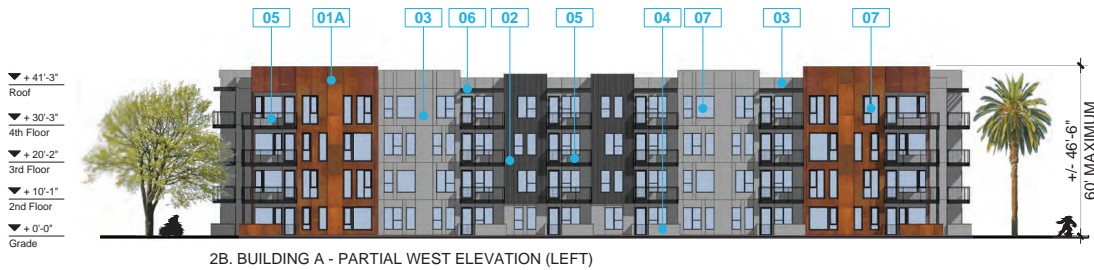 05 01A 03 06 02 05 04 07 03 07
+ 41'-3"
Roof
+ 30'-3"
4th Floor
+ 20'-2"
3rd Floor
+ 10'-1"
2nd Floor
+ 0'-0"
Grade
+/- 46'-6"
60' MAXIMUM
2B. BUILDING A - PARTIAL WEST ELEVATION (LEFT)